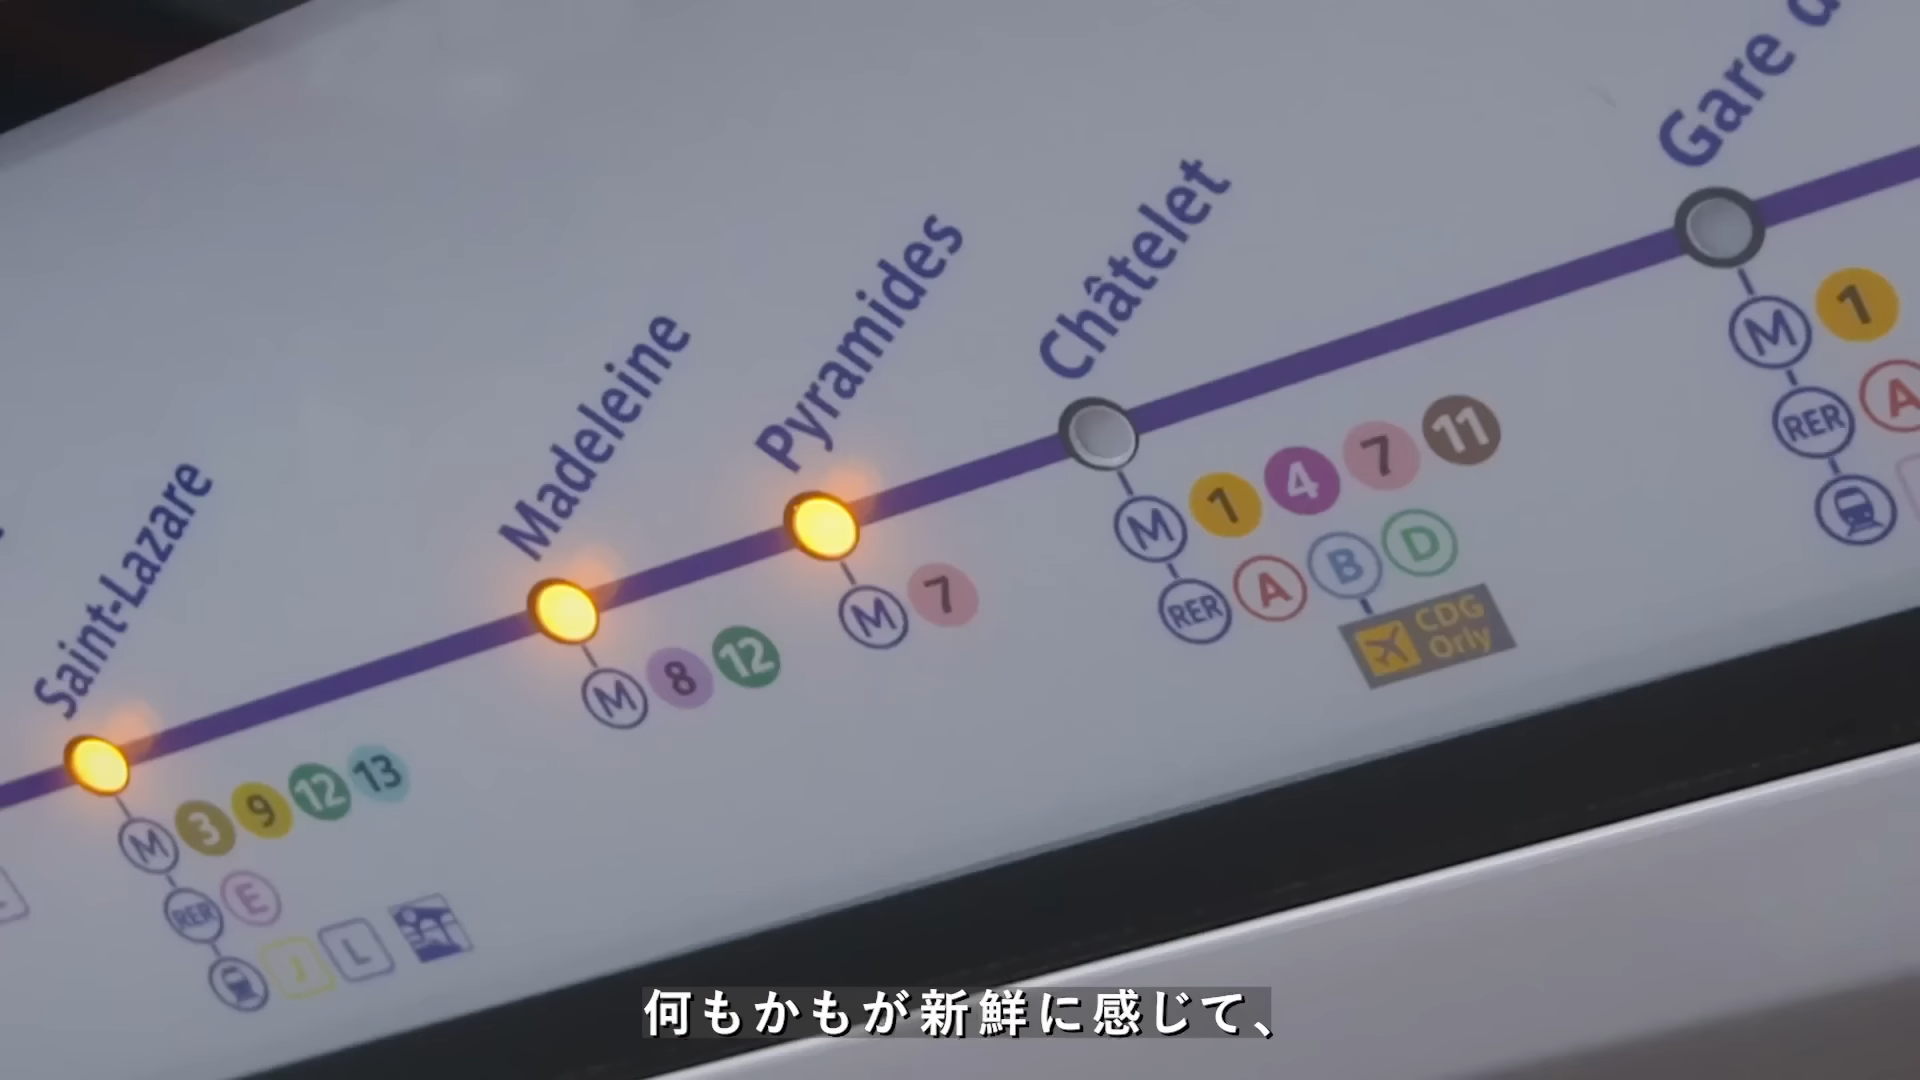 Saint-Lazare
M 3 9 12 13
RER E
J L
Madeleine
M 8 12
Pyramides
M 7
Châtelet
M 1 4 7 11
RER A B D
CDG
Orly
Gare d
M 1
RER A
何もかもが新鮮に感じて、